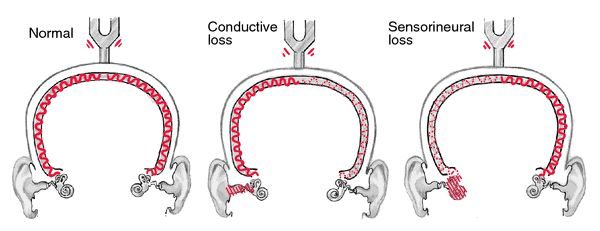 Normal
Conductive
loss
Sensorineural
loss